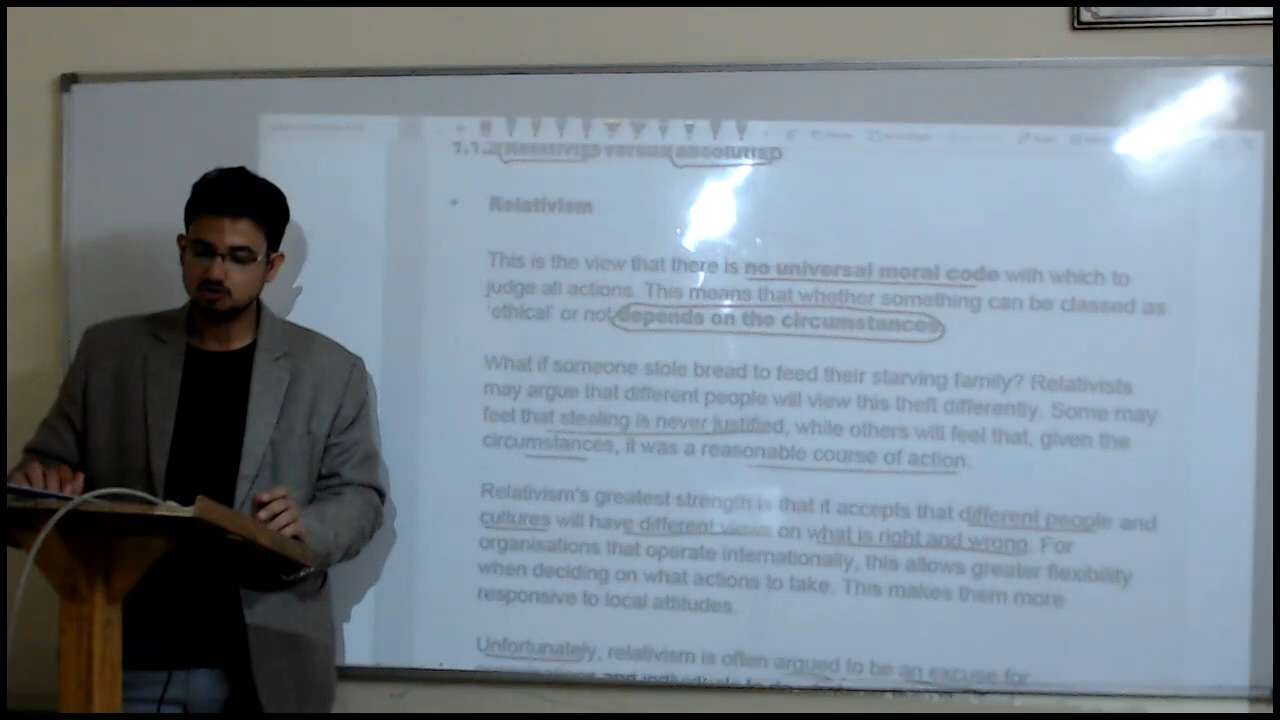 Relativist versus absolutist
• Relativism
This is the view that there is no universal moral code with which to
judge all actions. This means that whether something can be classed as
'ethical' or not depends on the circumstances.
What if someone stole bread to feed their starving family? Relativists
may argue that different people will view this theft differently. Some may
feel that stealing is never justified, while others will feel that, given the
circumstances, it was a reasonable course of action.
Relativism's greatest strength is that it accepts that different people and
cultures will have different views on what is right and wrong. For
organisations that operate internationally, this allows greater flexibility
when deciding on what actions to take. This makes them more
responsive to local attitudes.
Unfortunately, relativism is often argued to be an excuse for
and individuals to